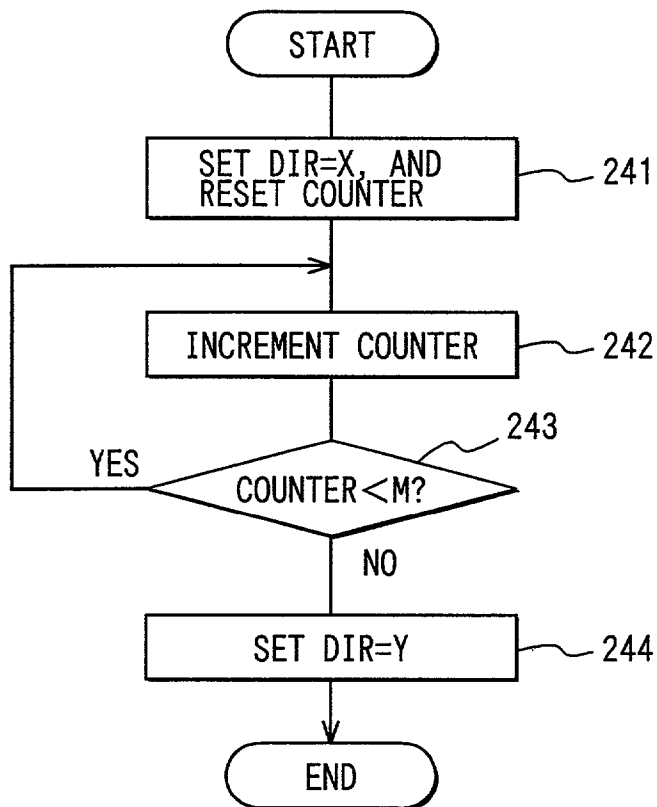 START
SET DIR=X, AND
RESET COUNTER
241
INCREMENT COUNTER
242
243
YES
COUNTER<M?
NO
SET DIR=Y
244
END